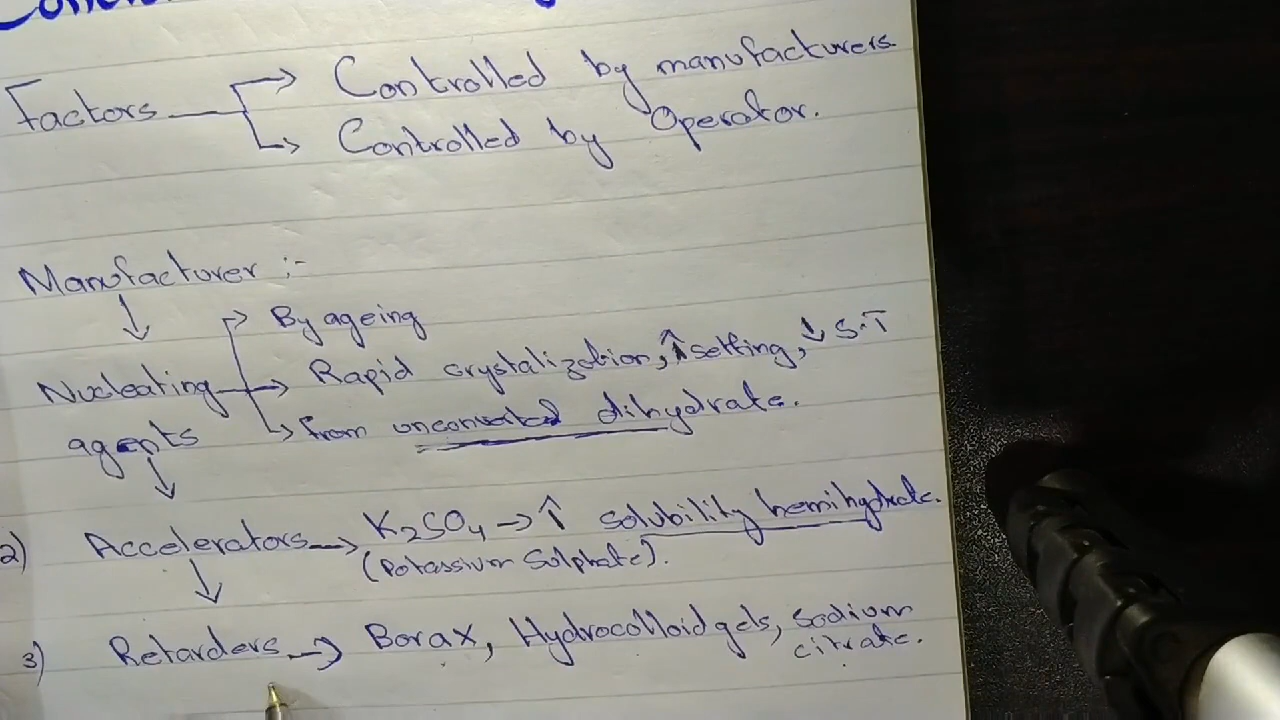 Factors → Controlled by manufacturers
→ Controlled by Operator.
Manufacturer :-
↓
→ By ageing
Nucleating → Rapid crystalization, ↑ setting, ↓ S.T
agents → from unconverted dihydrate.
↓
2) Accelerators → K2SO4 → ↑ solubility hemihydrate.
(Potassium Sulphate).
↓
3) Retarders → Borax, Hydrocolloid gels, Sodium
citrate.